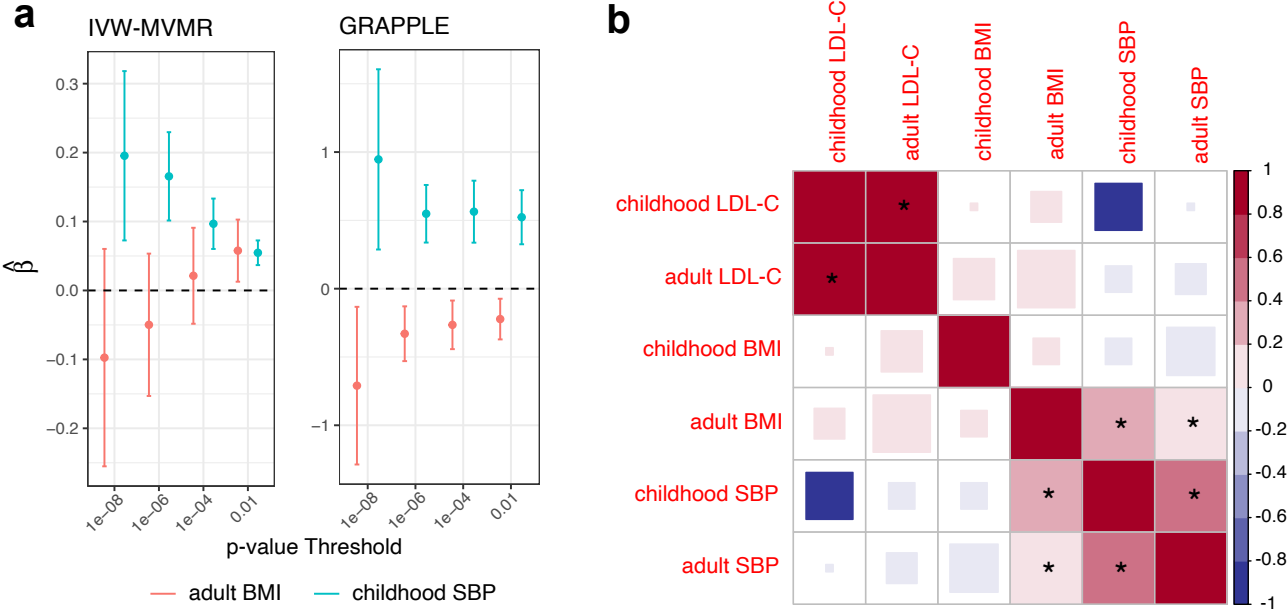 a
IVW-MVMR
GRAPPLE
0.3
0.2
0.1
0.0
−0.1
−0.2
1
0
−1
β̂
1e−08
1e−06
1e−04
0.01
1e−08
1e−06
1e−04
0.01
p-value Threshold
adult BMI
childhood SBP
b
childhood LDL-C
adult LDL-C
childhood BMI
adult BMI
childhood SBP
adult SBP
childhood LDL-C
*
adult LDL-C
*
childhood BMI
adult BMI
* *
childhood SBP
* *
adult SBP
* *
1
0.8
0.6
0.4
0.2
0
-0.2
-0.4
-0.6
-0.8
-1